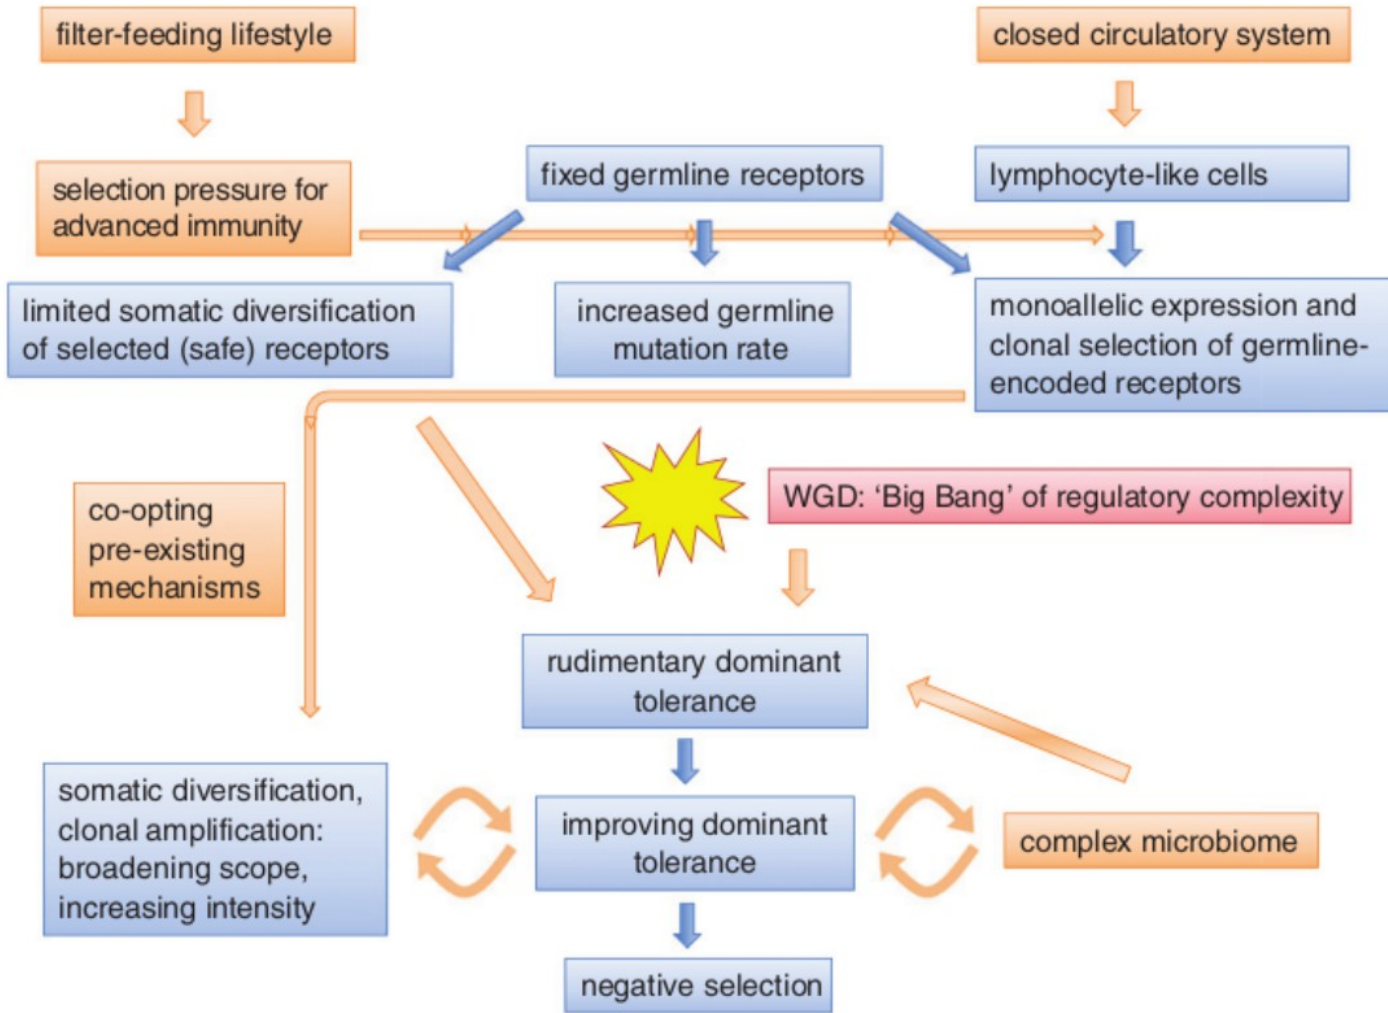 filter-feeding lifestyle
closed circulatory system
selection pressure for
advanced immunity
fixed germline receptors
lymphocyte-like cells
limited somatic diversification
of selected (safe) receptors
increased germline
mutation rate
monoallelic expression and
clonal selection of germline-
encoded receptors
co-opting
pre-existing
mechanisms
WGD: ‘Big Bang’ of regulatory complexity
rudimentary dominant
tolerance
somatic diversification,
clonal amplification:
broadening scope,
increasing intensity
improving dominant
tolerance
complex microbiome
negative selection